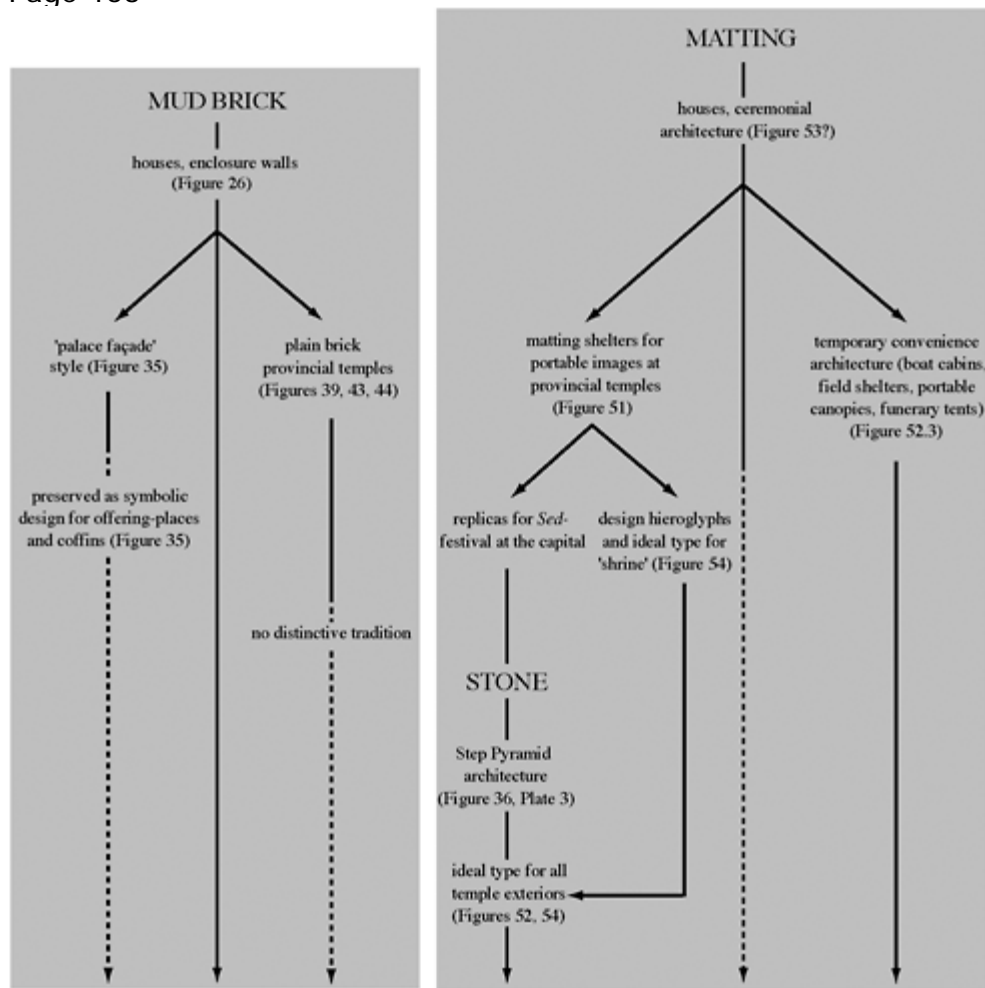 MUD BRICK
houses, enclosure walls
(Figure 26)
'palace façade'
style (Figure 35)
plain brick
provincial temples
(Figures 39, 43, 44)
preserved as symbolic
design for offering-places
and coffins (Figure 35)
no distinctive tradition
MATTING
houses, ceremonial
architecture (Figure 53?)
matting shelters for
portable images at
provincial temples
(Figure 51)
temporary convenience
architecture (boat cabins,
field shelters, portable
canopies, funerary tents)
(Figure 52.3)
replicas for Sed-
festival at the capital
design hieroglyphs
and ideal type for
'shrine' (Figure 54)
STONE
Step Pyramid
architecture
(Figure 36, Plate 3)
ideal type for all
temple exteriors
(Figures 52, 54)